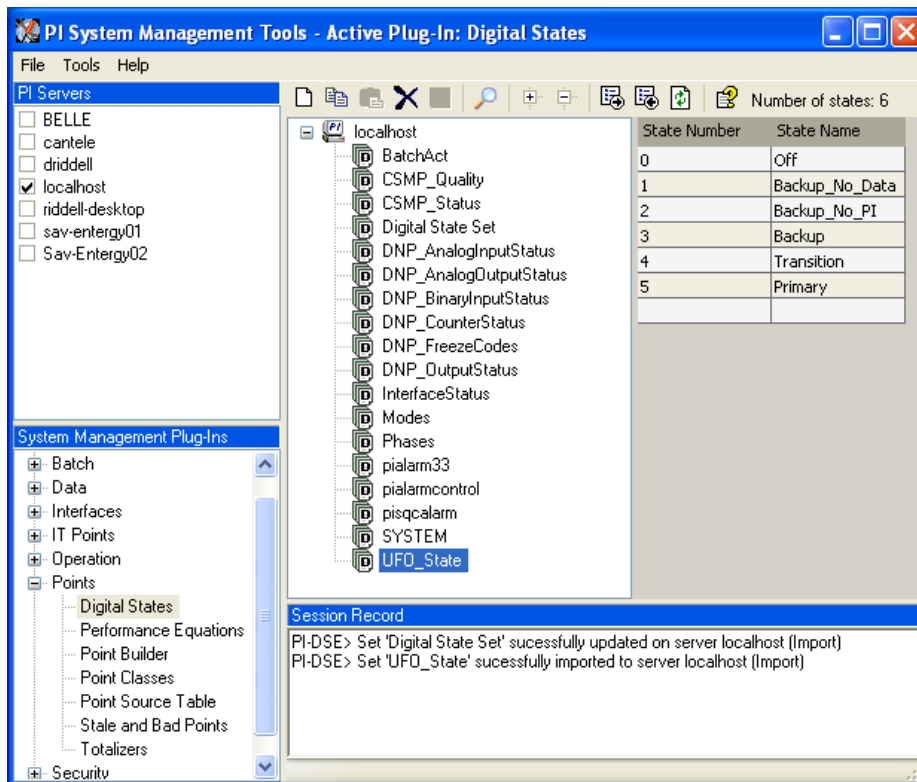 PI System Management Tools - Active Plug-In: Digital States
File Tools Help
PI Servers
BELLE
cantele
driddell
localhost
riddell-desktop
sav-entergy01
Sav-Entergy02
System Management Plug-Ins
Batch
Data
Interfaces
IT Points
Operation
Points
Digital States
Performance Equations
Point Builder
Point Classes
Point Source Table
Stale and Bad Points
Totalizers
Security
Number of states: 6
PI
localhost
D BatchAct
D CSMP_Quality
D CSMP_Status
D Digital State Set
D DNP_AnalogInputStatus
D DNP_AnalogOutputStatus
D DNP_BinaryInputStatus
D DNP_CounterStatus
D DNP_FreezeCodes
D DNP_OutputStatus
D InterfaceStatus
D Modes
D Phases
D pialarm33
D pialarmcontrol
D pisqcalarm
D SYSTEM
D UFO_State
State Number State Name
0 Off
1 Backup_No_Data
2 Backup_No_PI
3 Backup
4 Transition
5 Primary
Session Record
PI-DSE> Set 'Digital State Set' sucessfully updated on server localhost (Import)
PI-DSE> Set 'UFO_State' sucessfully imported to server localhost (Import)